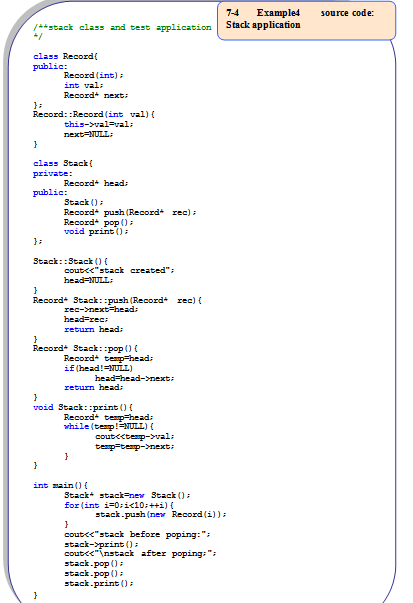 7-4 Example4 source code:
Stack application
/**stack class and test application
*/
class Record{
public:
Record(int);
int val;
Record* next;
};
Record::Record(int val){
this->val=val;
next=NULL;
}
class Stack{
private:
Record* head;
public:
Stack();
Record* push(Record* rec);
Record* pop();
void print();
};
Stack::Stack(){
cout<<"stack created";
head=NULL;
}
Record* Stack::push(Record* rec){
rec->next=head;
head=rec;
return head;
}
Record* Stack::pop(){
Record* temp=head;
if(head!=NULL)
head=head->next;
return head;
}
void Stack::print(){
Record* temp=head;
while(temp!=NULL){
cout<<temp->val;
temp=temp->next;
}
}
int main(){
Stack* stack=new Stack();
for(int i=0;i<10;++i){
stack.push(new Record(i));
}
cout<<"stack before poping:";
stack->print();
cout<<"\nstack after poping;";
stack.pop();
stack.pop();
stack.print();
}